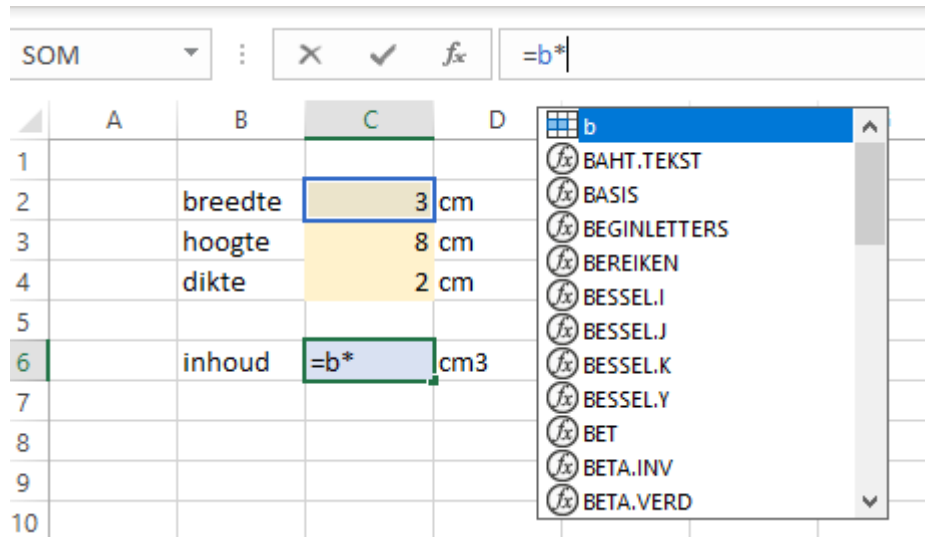 SOM fx =b*
A B C D
1
2 breedte 3 cm
3 hoogte 8 cm
4 dikte 2 cm
5
6 inhoud =b* cm3
7
8
9
10
b
BAHT.TEKST
BASIS
BEGINLETTERS
BEREIKEN
BESSEL.I
BESSEL.J
BESSEL.K
BESSEL.Y
BET
BETA.INV
BETA.VERD